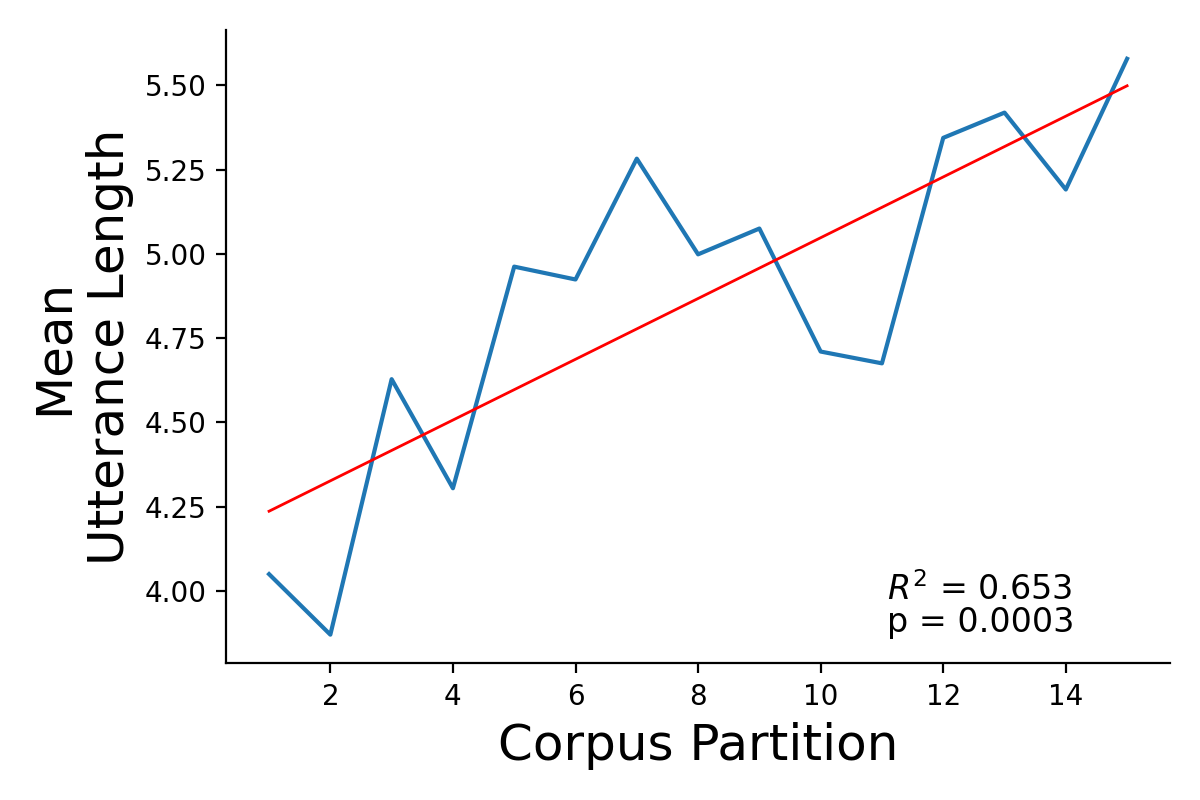 Mean
Utterance Length
5.50
5.25
5.00
4.75
4.50
4.25
4.00
R² = 0.653
p = 0.0003
2 4 6 8 10 12 14
Corpus Partition